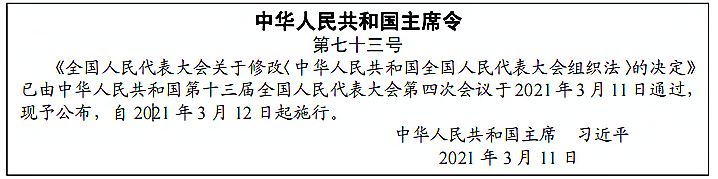 中华人民共和国主席令
第七十三号
《全国人民代表大会关于修改〈中华人民共和国全国人民代表大会组织法〉的决定》
已由中华人民共和国第十三届全国人民代表大会第四次会议于2021年3月11日通过，
现予公布，自2021年3月12日起施行。
中华人民共和国主席 习近平
2021年3月11日